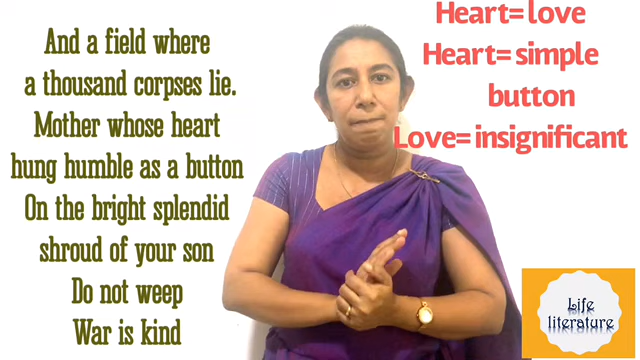 And a field where
a thousand corpses lie.
Mother whose heart
hung humble as a button
On the bright splendid
shroud of your son
Do not weep
War is kind
Heart= love
Heart= simple
button
Love= insignificant
Life
literature